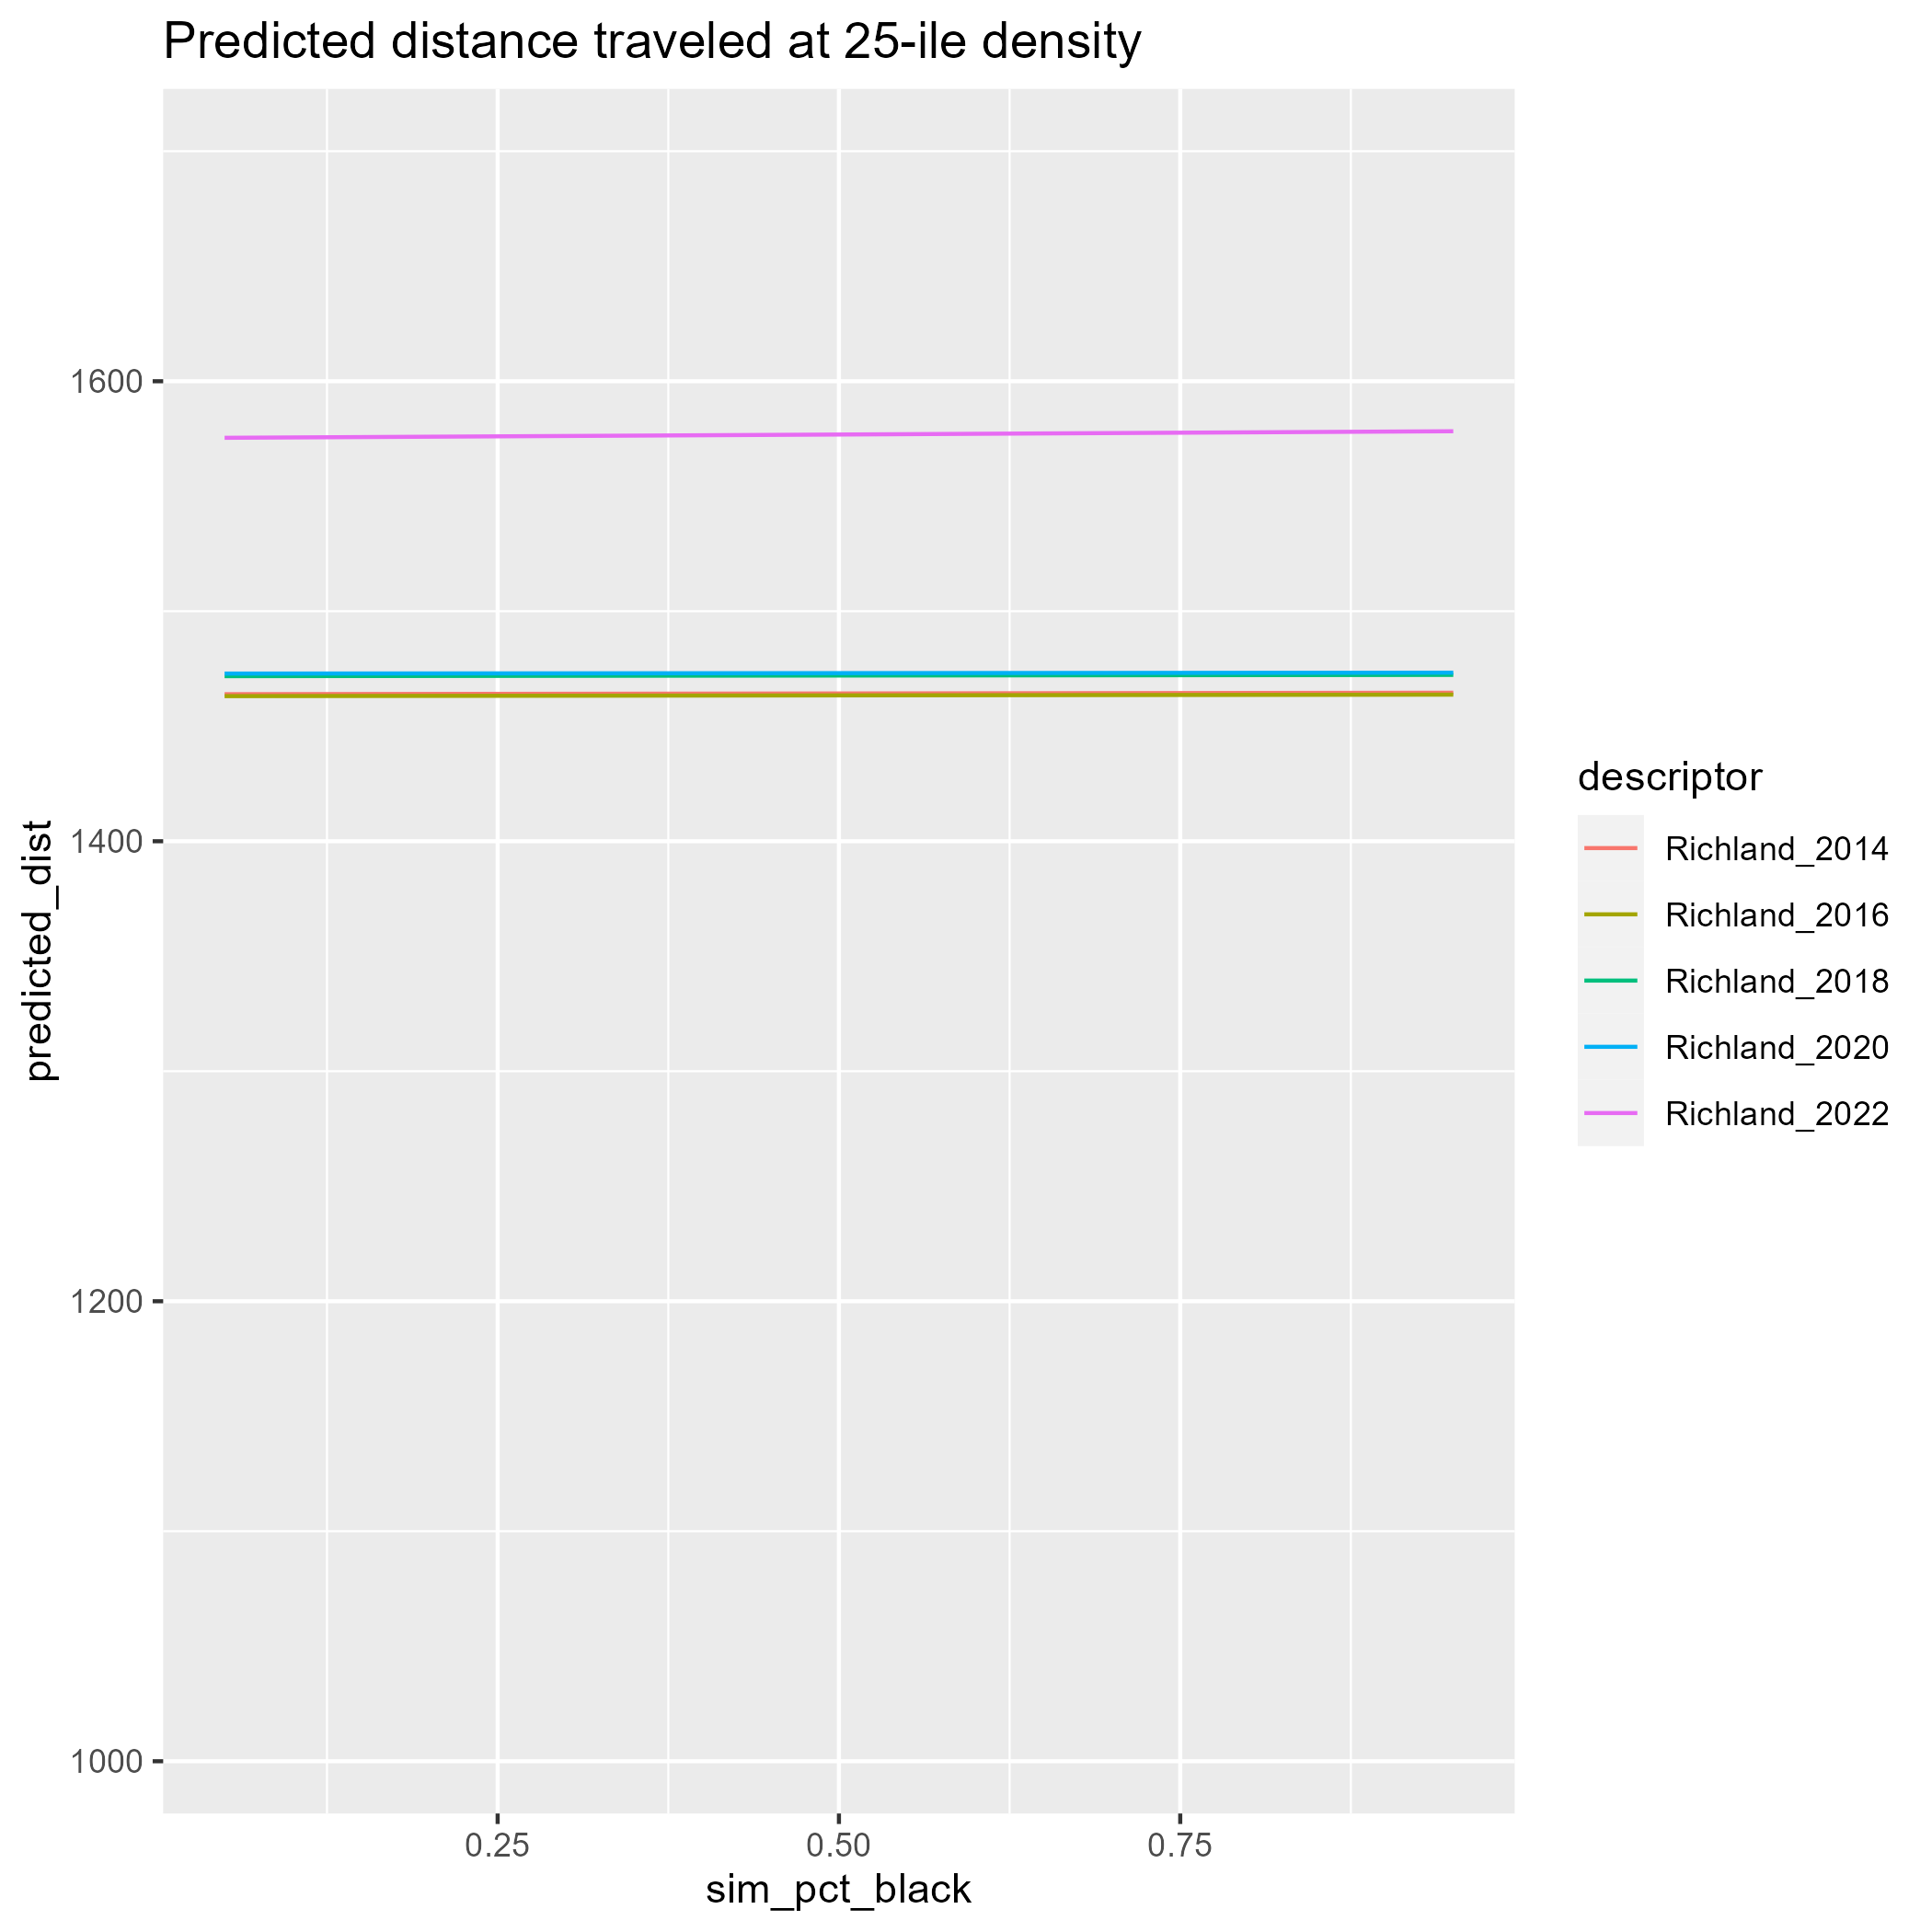 Predicted distance traveled at 25-ile density
predicted_dist
1600
1400
1200
1000
0.25
0.50
0.75
sim_pct_black
descriptor
Richland_2014
Richland_2016
Richland_2018
Richland_2020
Richland_2022